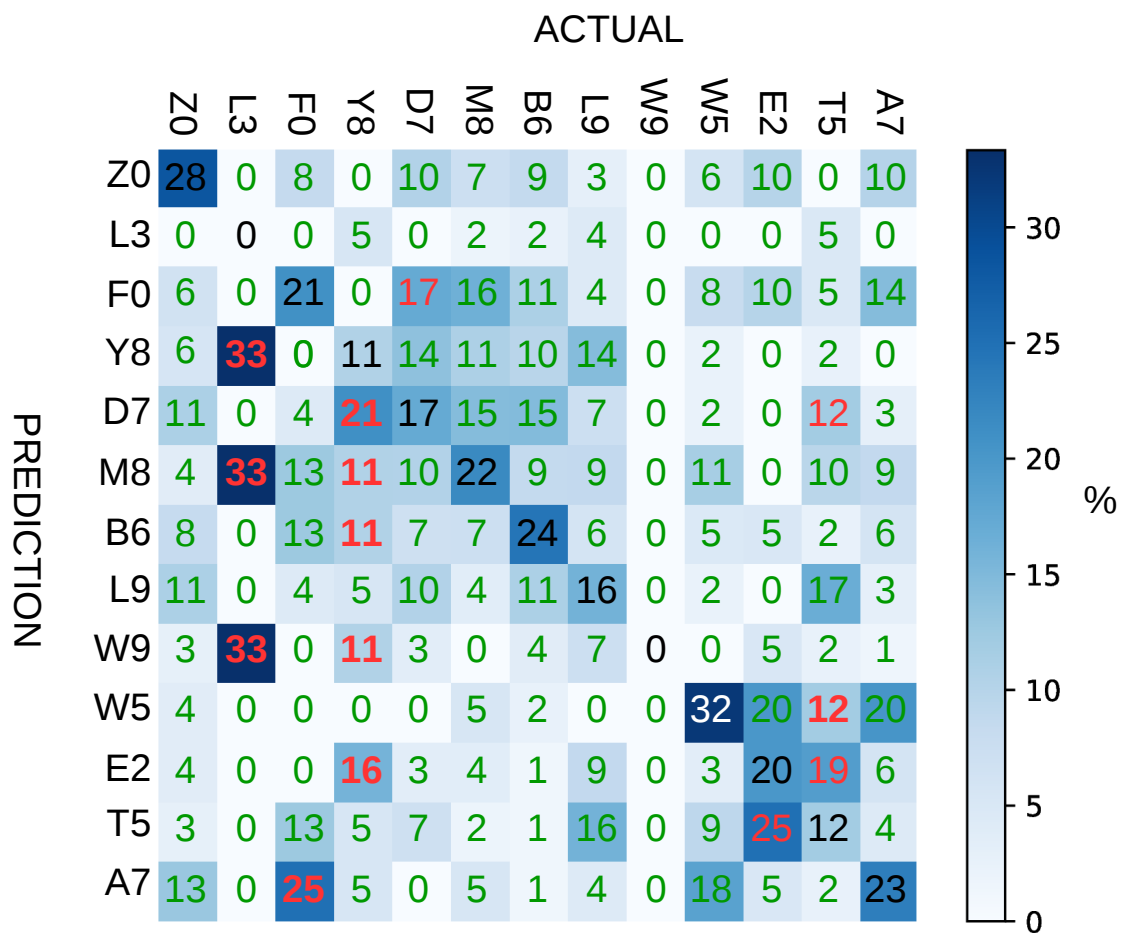 ACTUAL
Z0 L3 F0 Y8 D7 M8 B6 L9 W9 W5 E2 T5 A7
Z0 28 0 8 0 10 7 9 3 0 6 10 0 10
L3 0 0 0 5 0 2 2 4 0 0 0 5 0
F0 6 0 21 0 17 16 11 4 0 8 10 5 14
Y8 6 33 0 11 14 11 10 14 0 2 0 2 0
D7 11 0 4 21 17 15 15 7 0 2 0 12 3
M8 4 33 13 11 10 22 9 9 0 11 0 10 9
B6 8 0 13 11 7 7 24 6 0 5 5 2 6
L9 11 0 4 5 10 4 11 16 0 2 0 17 3
W9 3 33 0 11 3 0 4 7 0 0 5 2 1
W5 4 0 0 0 0 5 2 0 0 32 20 12 20
E2 4 0 0 16 3 4 1 9 0 3 20 19 6
T5 3 0 13 5 7 2 1 16 0 9 25 12 4
A7 13 0 25 5 0 5 1 4 0 18 5 2 23
PREDICTION
30
25
20
15
10
5
0
%